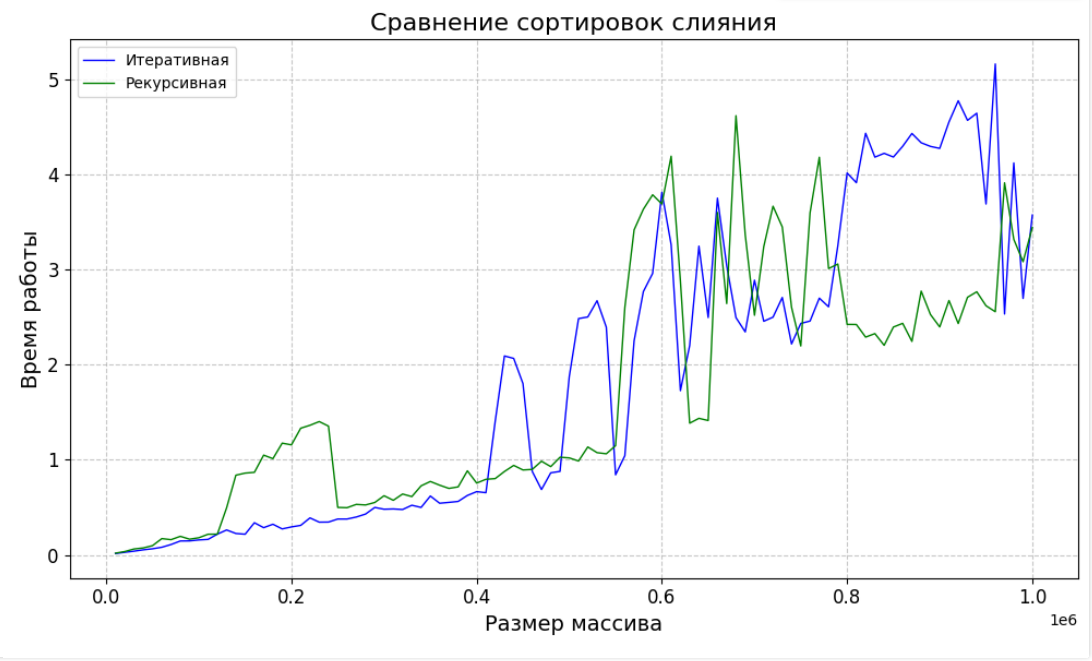 Сравнение сортировок слияния
Итеративная
Рекурсивная
Время работы
5
4
3
2
1
0
0.0 0.2 0.4 0.6 0.8 1.0
1e6
Размер массива